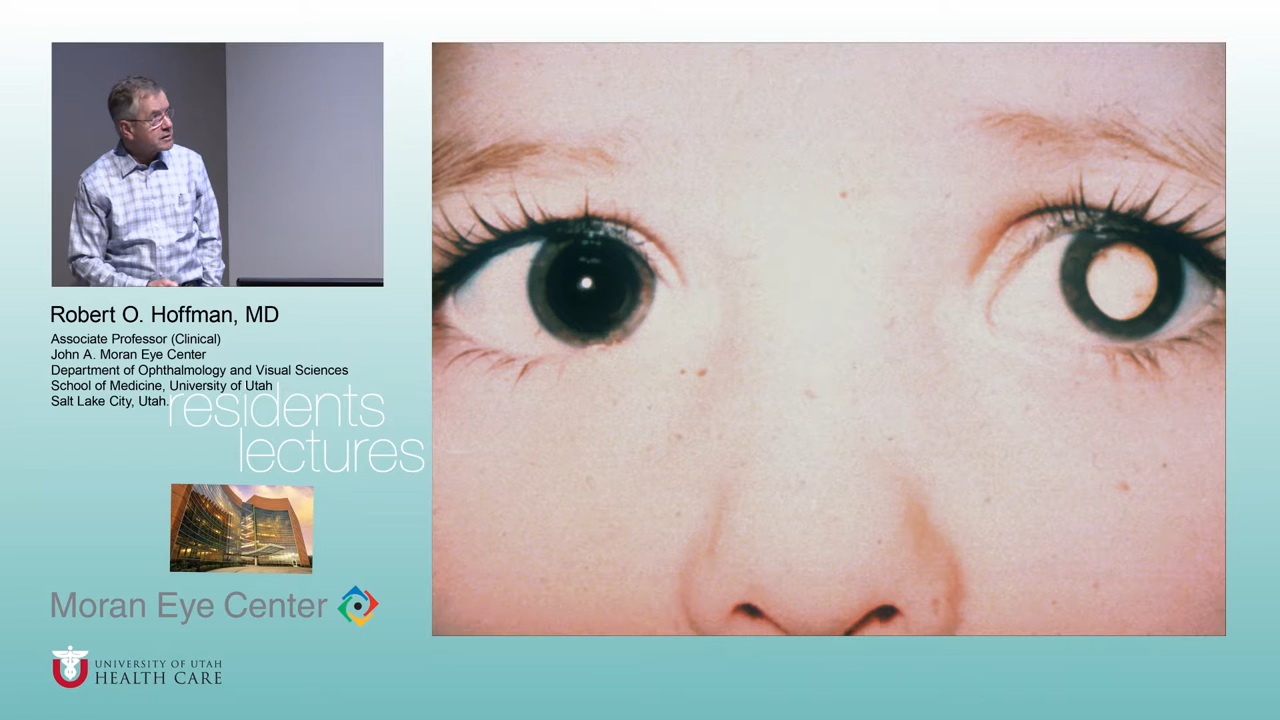 Robert O. Hoffman, MD
Associate Professor (Clinical)
John A. Moran Eye Center
Department of Ophthalmology and Visual Sciences
School of Medicine, University of Utah
Salt Lake City, Utah.
residents
lectures
Moran Eye Center
UNIVERSITY OF UTAH
HEALTH CARE